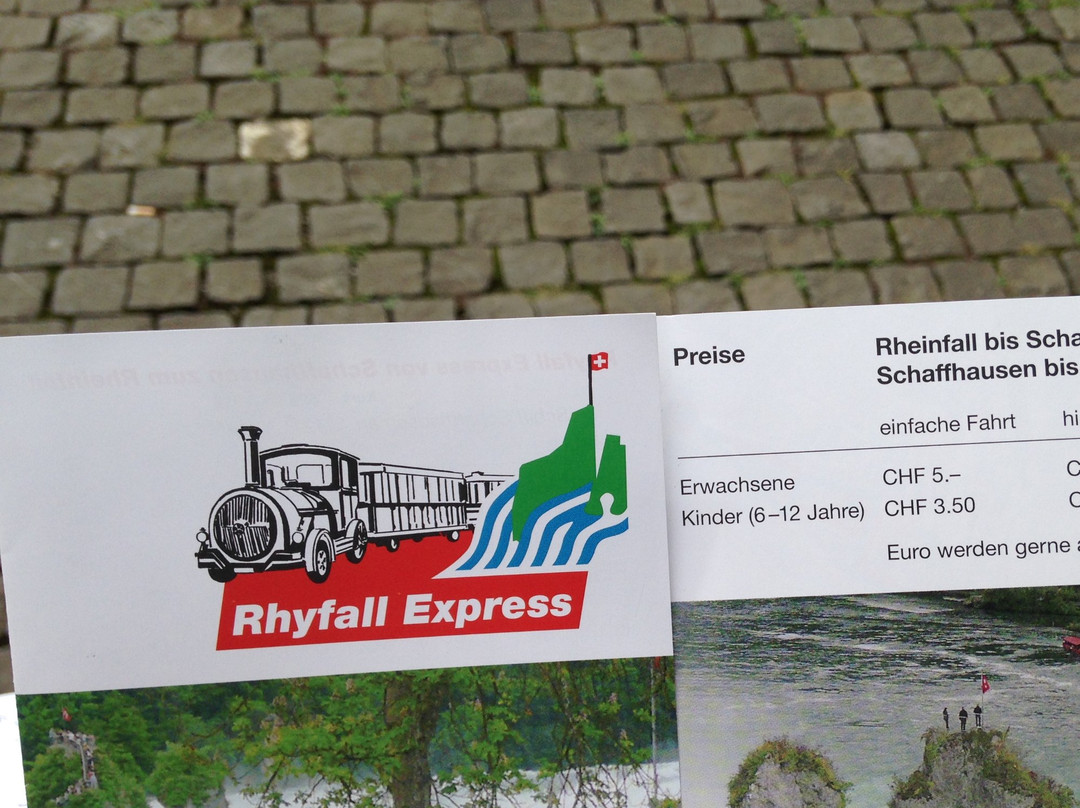 Rhyfall Express
Preise
Rheinfall bis
Schaffhausen bis
einfache Fahrt
Erwachsene CHF 5.–
Kinder (6–12 Jahre) CHF 3.50
Euro werden gerne